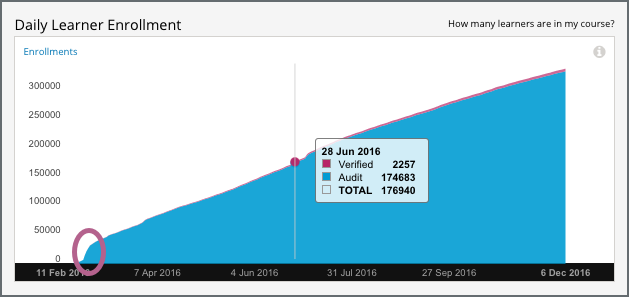 Daily Learner Enrollment
How many learners are in my course?
Enrollments
300000
250000
200000
150000
100000
50000
0
28 Jun 2016
Verified 2257
Audit 174683
TOTAL 176940
11 Feb 2016 7 Apr 2016 4 Jun 2016 31 Jul 2016 27 Sep 2016 6 Dec 2016